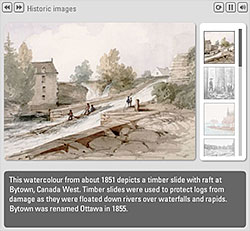 Historic images
This watercolour from about 1851 depicts a timber slide with raft at
Bytown, Canada West. Timber slides were used to protect logs from
damage as they were floated down rivers over waterfalls and rapids.
Bytown was renamed Ottawa in 1855.